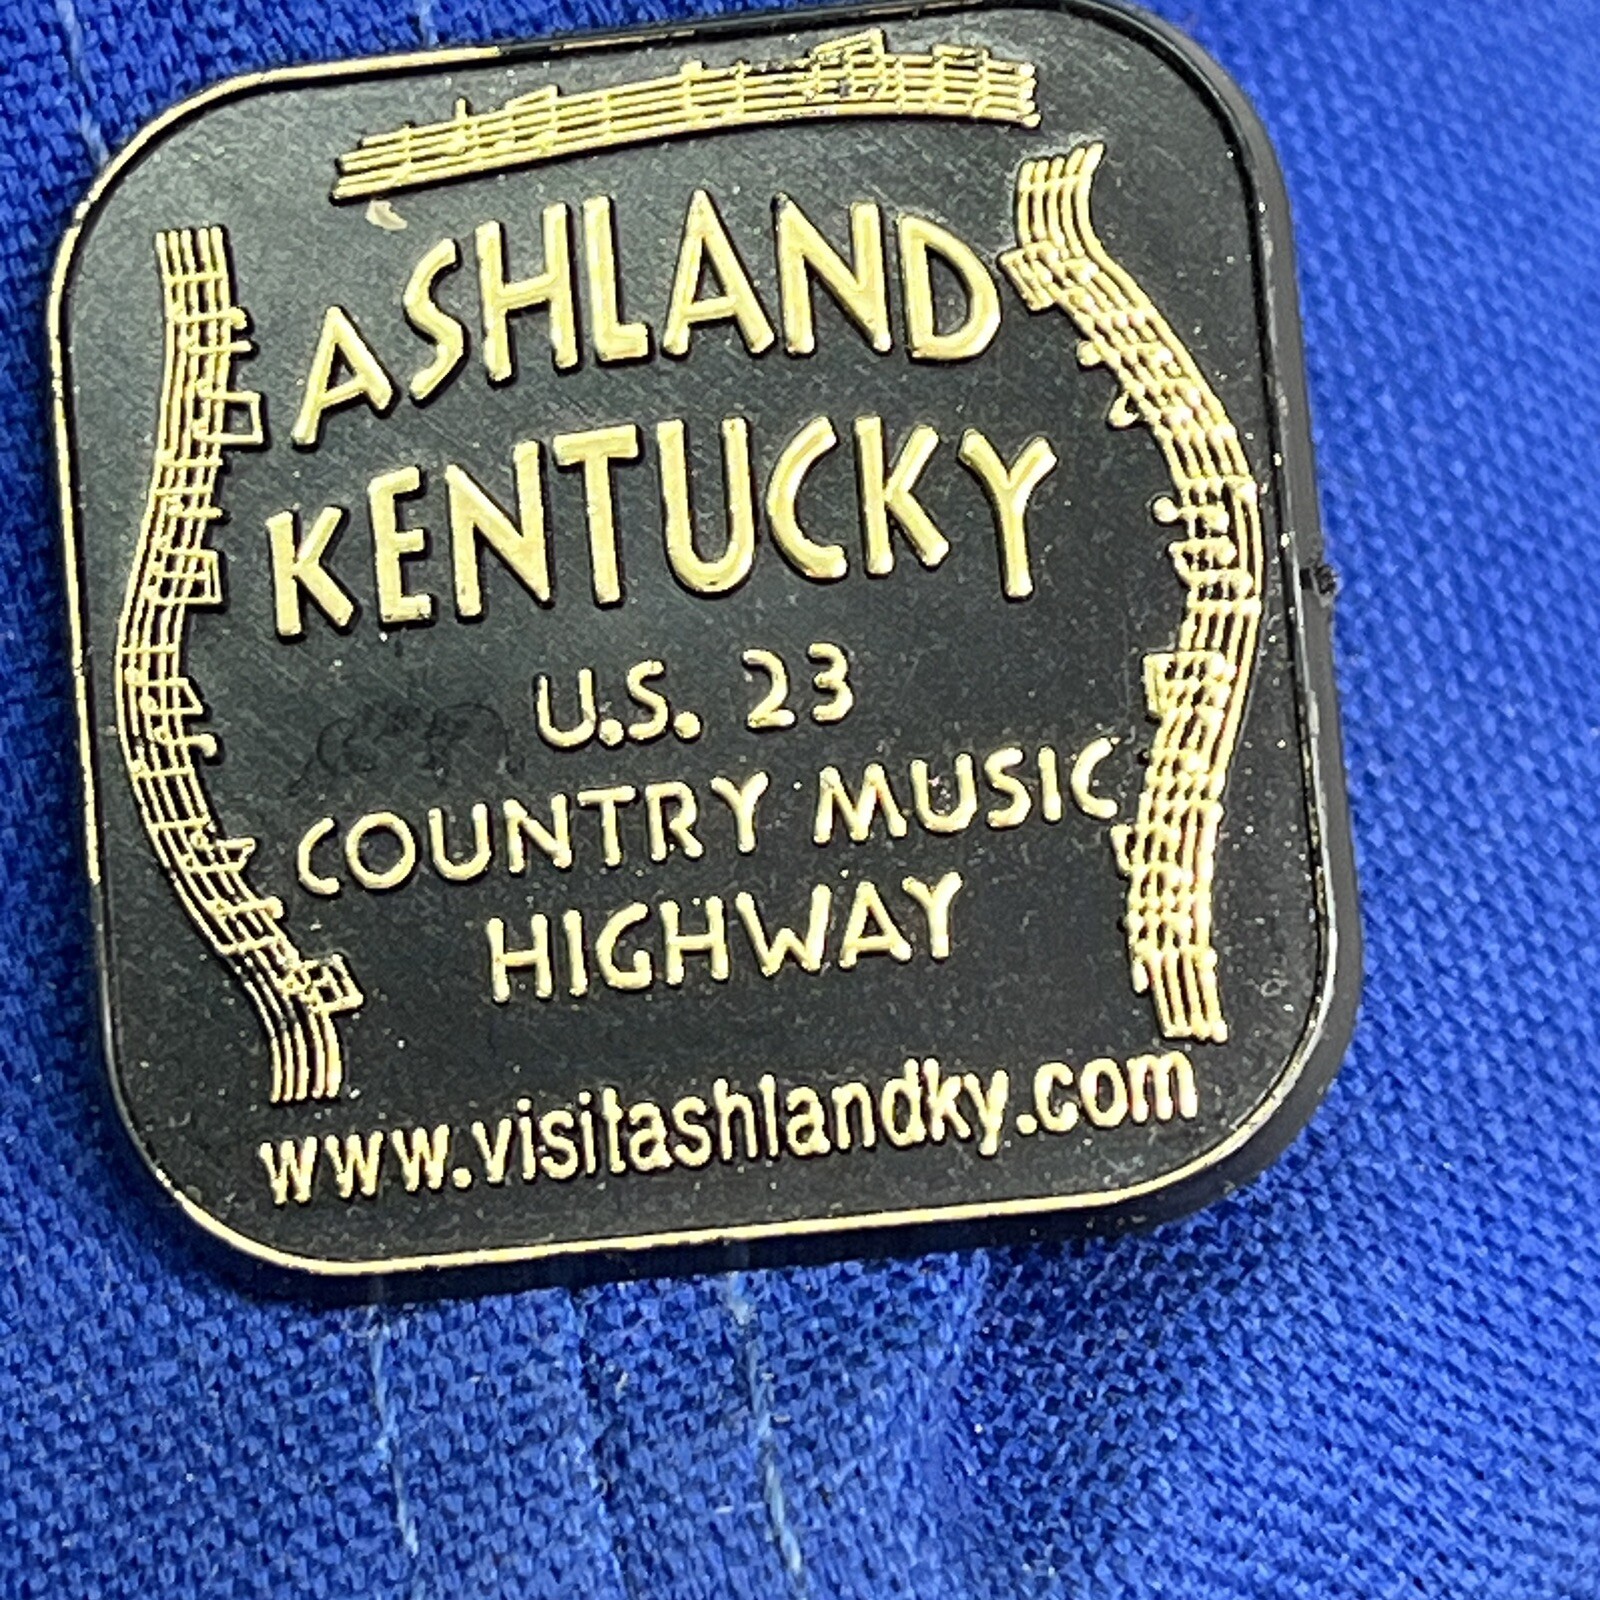 ASHLAND
KENTUCKY
U.S. 23
COUNTRY MUSIC
HIGHWAY
www.visitashlandky.com